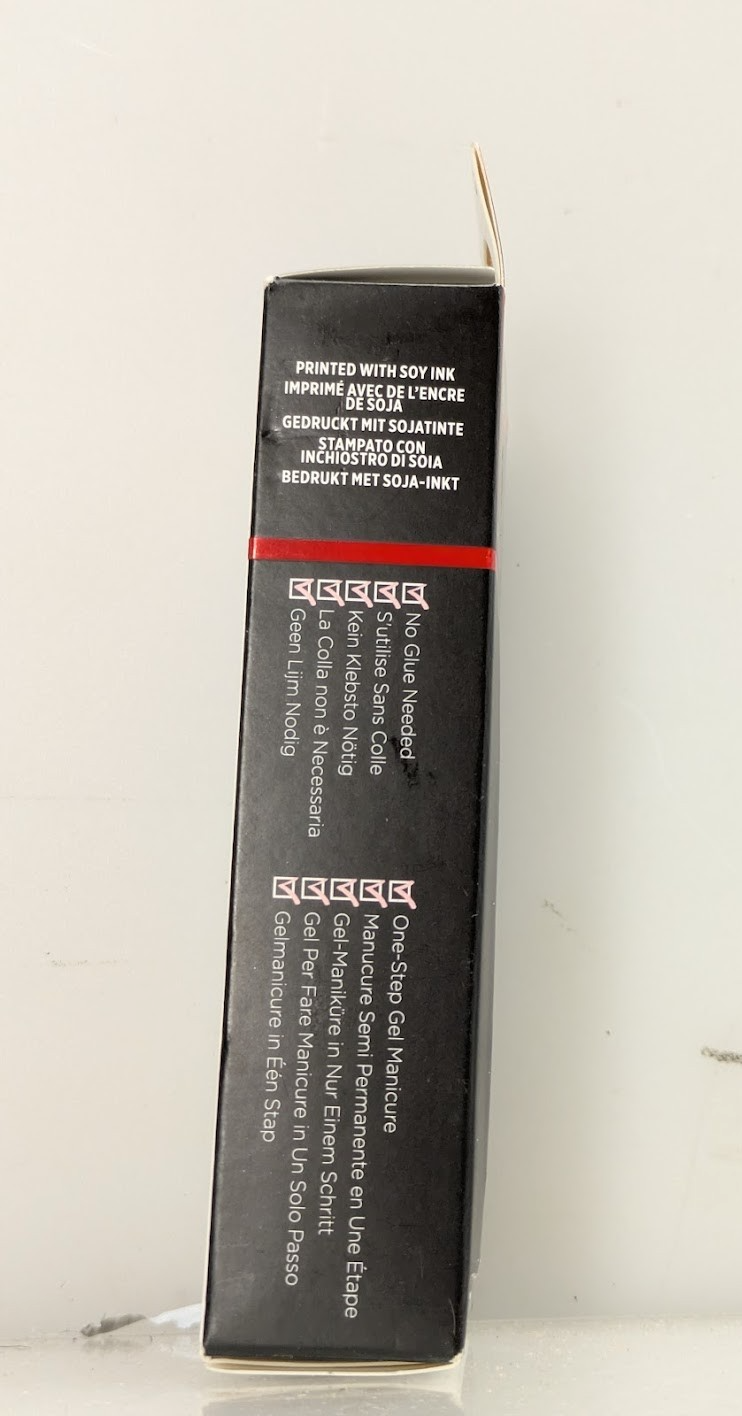 PRINTED WITH SOY INK
IMPRIMÉ AVEC DE L'ENCRE
DE SOJA
GEDRUCKT MIT SOJATINTE
STAMPATO CON
INCHIOSTRO DI SOIA
BEDRUKT MET SOJA-INKT
No Glue Needed
S'utilise Sans Colle
Kein Klebsto Nötig
La Colla non è Necessaria
Geen Lijm Nodig
One-Step Gel Manicure
Manucure Semi Permanente en Une Étape
Gel-Maniküre in Nur Einem Schritt
Gel Per Fare Manicure in Un Solo Passo
Gelmanicure in Één Stap